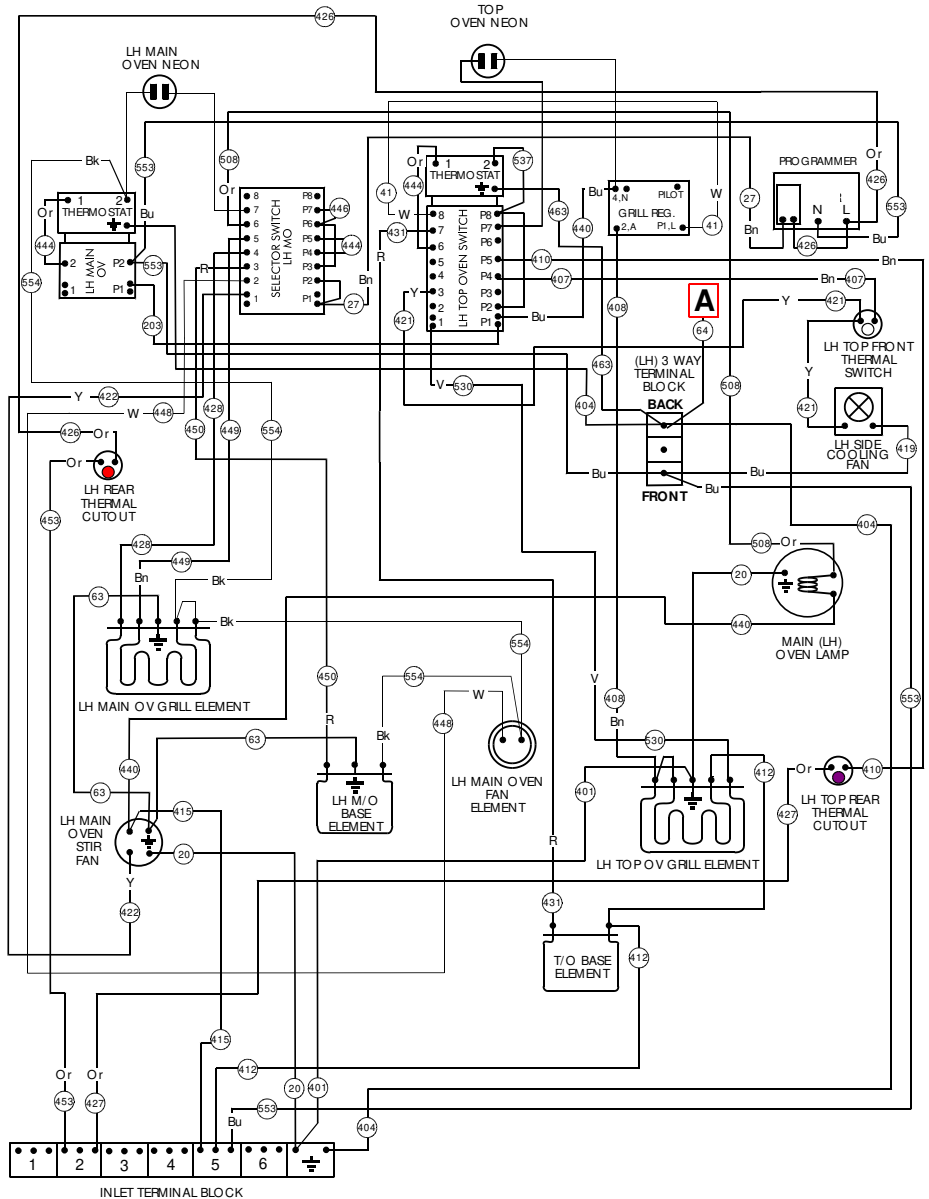 426
TOP
OVEN NEON
LH MAIN
OVEN NEON
Bk
553
508
Or
444
537
Or
PROGRAMMER
426
1 2
THERMOSTAT
Or
Bu
Or
8 P8
7 P7
6 P6
5 P5
4 P4
3 P3
2 P2
1 P1
SELECTOR SWITCH
LH MO
446
444
27
R
1 2
THERMOSTAT
41
W
431
R
8 P8
7 P7
6 P6
5 P5
4 P4
3 P3
2 P2
1 P1
LH TOP OVEN SWITCH
463
440
Bu
4,N
PILOT
GRILL REG.
2,A P1,L
W
41
27
Bn
N L
426
Bu
553
444
2 P2
1 P1
LH MAIN
OV
553
554
203
Bn
410
Bn
407
Bn
407
Y
421
Bu
408
A
64
Y
421
LH TOP FRONT
THERMAL
SWITCH
V
530
463
(LH) 3 WAY
TERMINAL
BLOCK
BACK
508
Y
421
Y
422
W
448
428
450
449
554
404
LH SIDE
COOLING
FAN
419
426
Or
Or
LH REAR
THERMAL
CUTOUT
Bu
Bu
Bu
FRONT
453
404
428
449
Bn
Bk
508
Or
20
63
Bk
440
MAIN (LH)
OVEN LAMP
554
LH MAIN OV GRILL ELEMENT
450
554
W
448
V
408
Bn
553
R
Bk
63
530
440
LH MAIN OVEN
FAN
ELEMENT
412
Or
410
63
401
415
LH M/O
BASE
ELEMENT
427
LH TOP REAR
THERMAL
CUTOUT
LH MAIN
OVEN
STIR
FAN
20
R
LH TOP OV GRILL ELEMENT
Y
422
431
T/O BASE
ELEMENT
412
415
412
Or
Or
20
401
453
427
553
Bu
404
1 2 3 4 5 6
INLET TERMINAL BLOCK